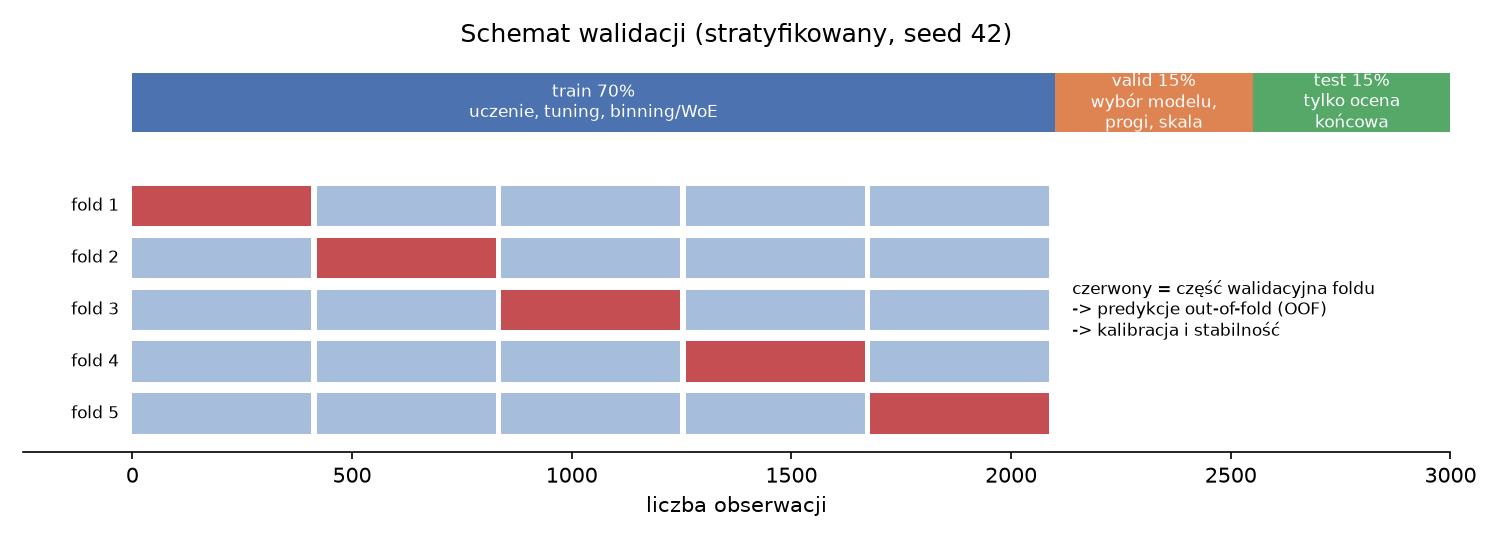 Schemat walidacji (stratyfikowany, seed 42)
train 70%
uczenie, tuning, binning/WoE
valid 15%
wybór modelu,
progi, skala
test 15%
tylko ocena
końcowa
fold 1
fold 2
fold 3
fold 4
fold 5
czerwony = część walidacyjna foldu
-> predykcje out-of-fold (OOF)
-> kalibracja i stabilność
0 500 1000 1500 2000 2500 3000
liczba obserwacji